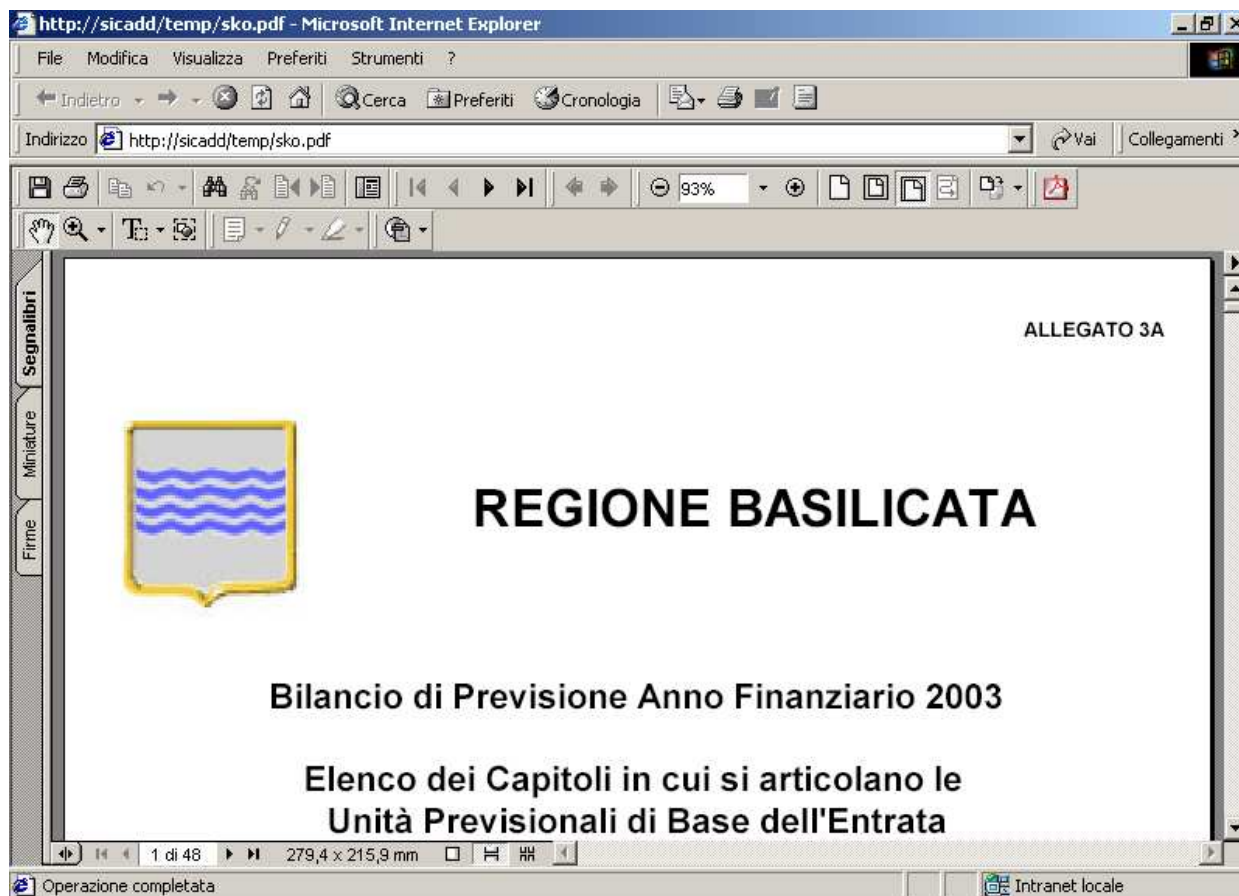 http://sicadd/temp/sko.pdf - Microsoft Internet Explorer
File Modifica Visualizza Preferiti Strumenti ?
Indietro Cerca Preferiti Cronologia
Indirizzo http://sicadd/temp/sko.pdf Vai Collegamenti
93%
Segnalibri
Miniature
Firme
ALLEGATO 3A
REGIONE BASILICATA
Bilancio di Previsione Anno Finanziario 2003
Elenco dei Capitoli in cui si articolano le
Unità Previsionali di Base dell'Entrata
1 di 48 279,4 x 215,9 mm
Operazione completata Intranet locale